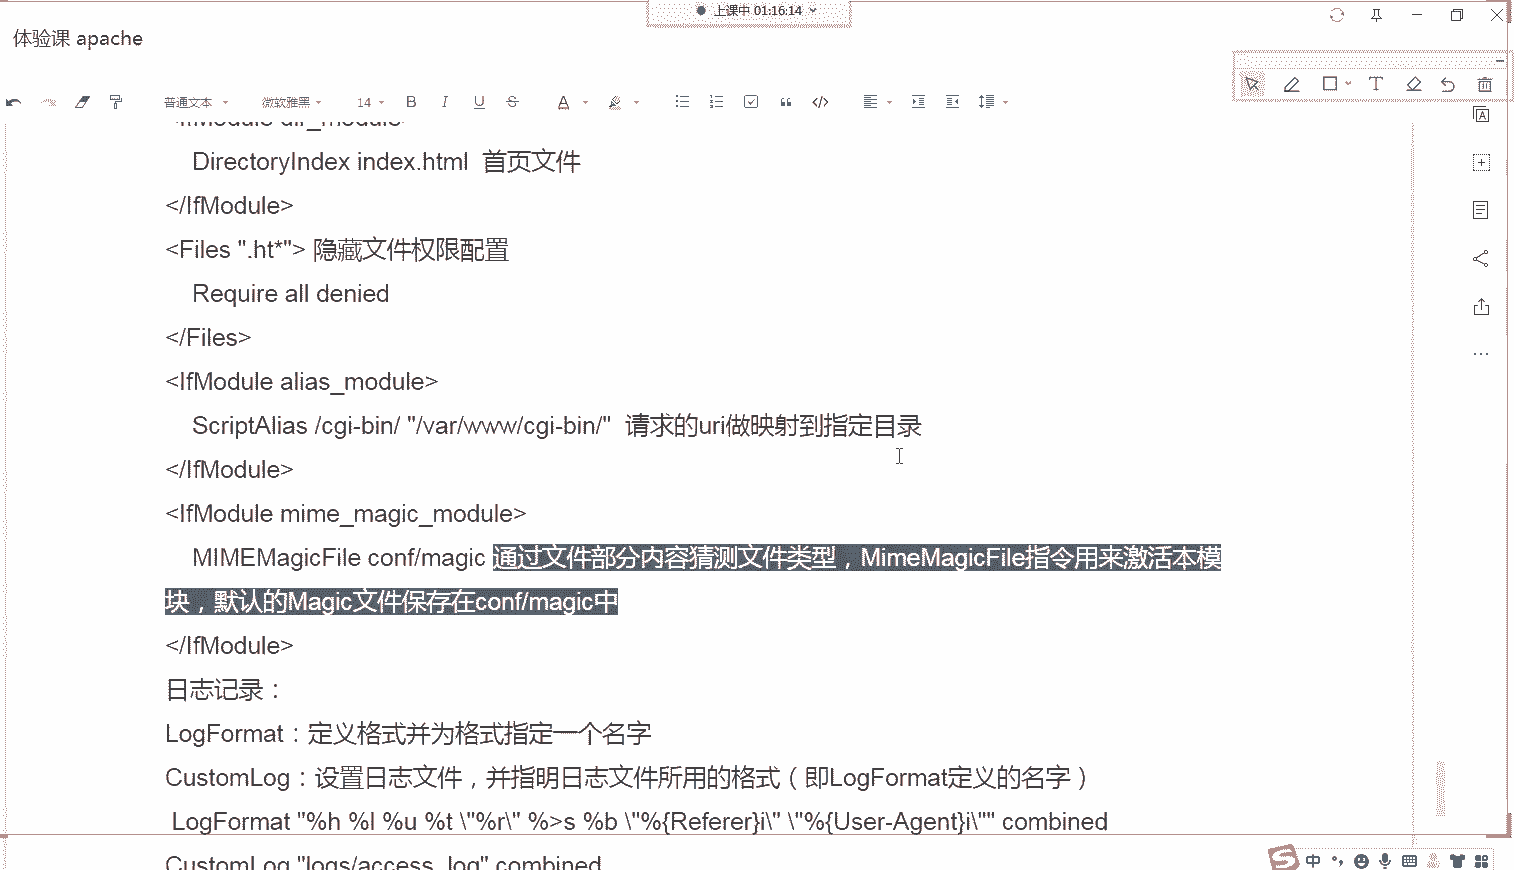 上课中 01:16:14
体验课 apache
普通文本 微软雅黑 14 B I U S A T
DirectoryIndex index.html 首页文件
</IfModule>
<Files ".ht*"> 隐藏文件权限配置
Require all denied
</Files>
<IfModule alias_module>
ScriptAlias /cgi-bin/ "/var/www/cgi-bin/" 请求的uri做映射到指定目录
</IfModule>
<IfModule mime_magic_module>
MIMEMagicFile conf/magic 通过文件部分内容猜测文件类型，MimeMagicFile指令用来激活本模
块，默认的Magic文件保存在conf/magic中
</IfModule>
日志记录：
LogFormat：定义格式并为格式指定一个名字
CustomLog：设置日志文件，并指明日志文件所用的格式（即LogFormat定义的名字）
LogFormat "%h %l %u %t \"%r\" %>s %b \"%{Referer}i\" \"%{User-Agent}i\"" combined
CustomLog "logs/access_log" combined
中